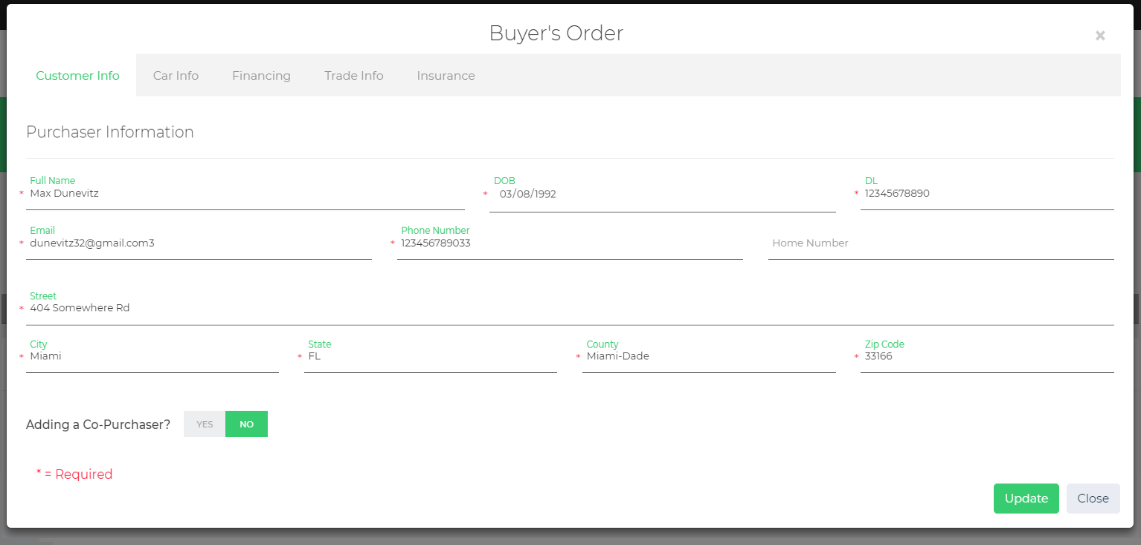 Buyer's Order
×
Customer Info Car Info Financing Trade Info Insurance
Purchaser Information
Full Name DOB DL
* Max Dunevitz * 03/08/1992 * 12345678890
Email Phone Number
* dunevitz32@gmail.com3 * 123456789033 Home Number
Street
* 404 Somewhere Rd
City State County Zip Code
* Miami * FL * Miami-Dade * 33166
Adding a Co-Purchaser? YES NO
* = Required
Update Close